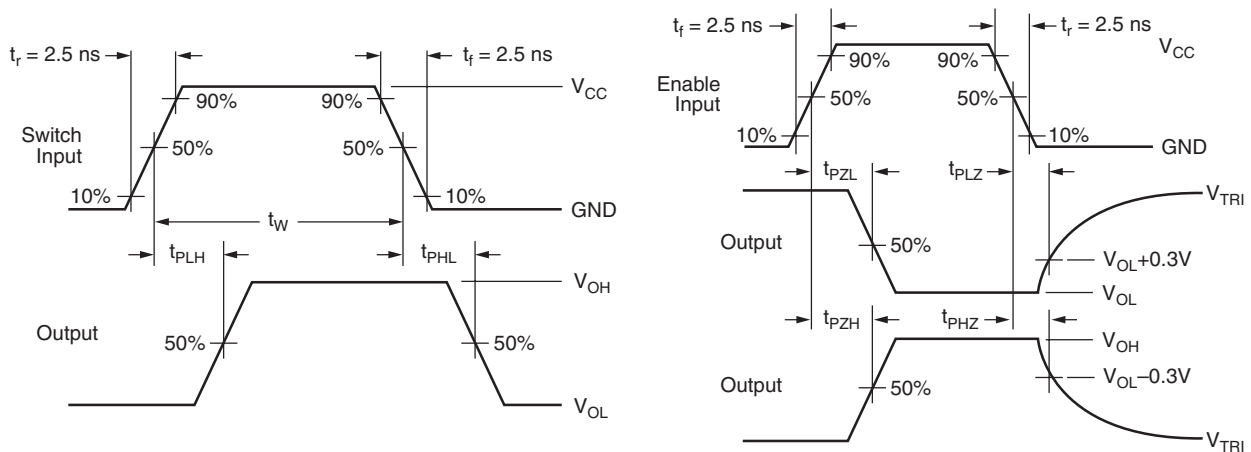 t_r = 2.5 ns
t_f = 2.5 ns
V_CC
90%
90%
Switch
Input
50%
50%
10%
10%
GND
t_W
t_PLH
t_PHL
V_OH
Output
50%
50%
V_OL
t_f = 2.5 ns
t_r = 2.5 ns
V_CC
90%
90%
Enable
Input
50%
50%
10%
10%
GND
t_PZL
t_PLZ
V_TRI
Output
50%
V_OL+0.3V
V_OL
t_PZH
t_PHZ
V_OH
Output
50%
V_OL–0.3V
V_TRI